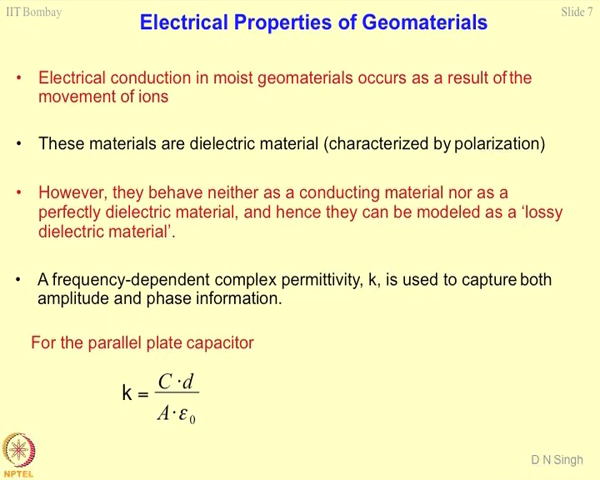 IIT Bombay
Slide 7
Electrical Properties of Geomaterials
• Electrical conduction in moist geomaterials occurs as a result of the
movement of ions
• These materials are dielectric material (characterized by polarization)
• However, they behave neither as a conducting material nor as a
perfectly dielectric material, and hence they can be modeled as a ‘lossy
dielectric material’.
• A frequency-dependent complex permittivity, k, is used to capture both
amplitude and phase information.
For the parallel plate capacitor
k = C·d / A·ε₀
NPTEL
D N Singh